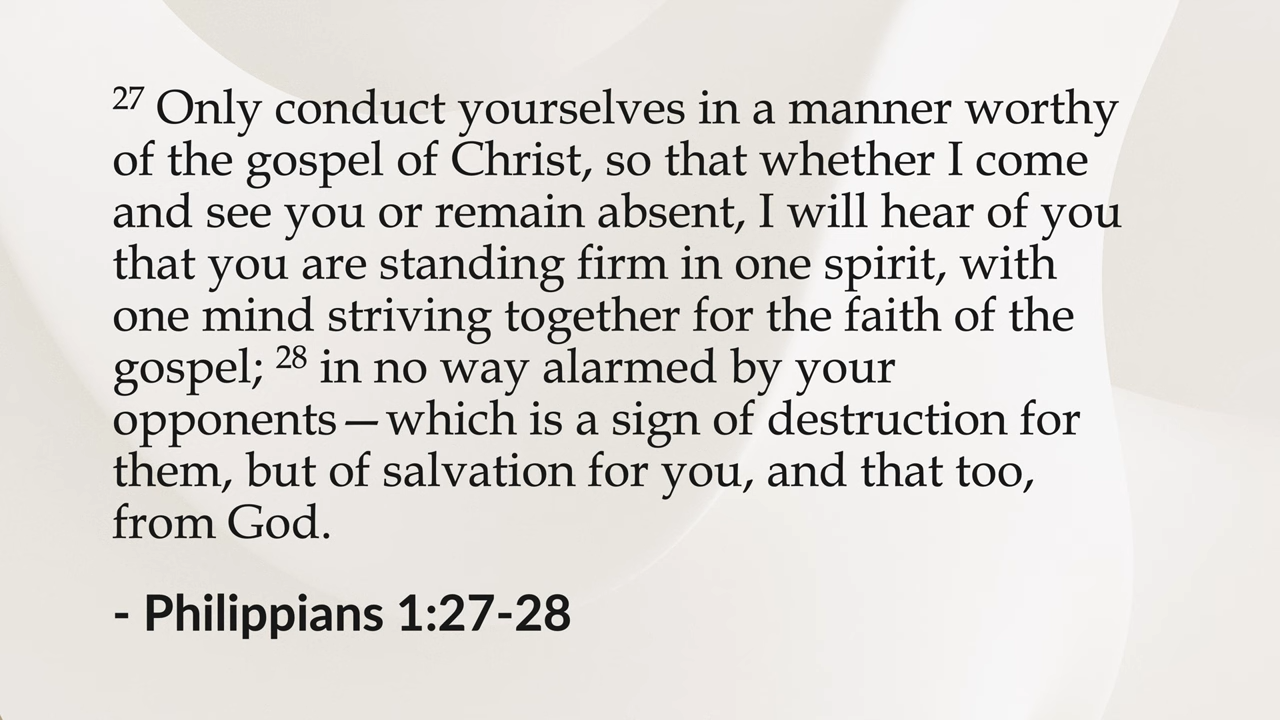 27 Only conduct yourselves in a manner worthy
of the gospel of Christ, so that whether I come
and see you or remain absent, I will hear of you
that you are standing firm in one spirit, with
one mind striving together for the faith of the
gospel; 28 in no way alarmed by your
opponents—which is a sign of destruction for
them, but of salvation for you, and that too,
from God.
- Philippians 1:27-28